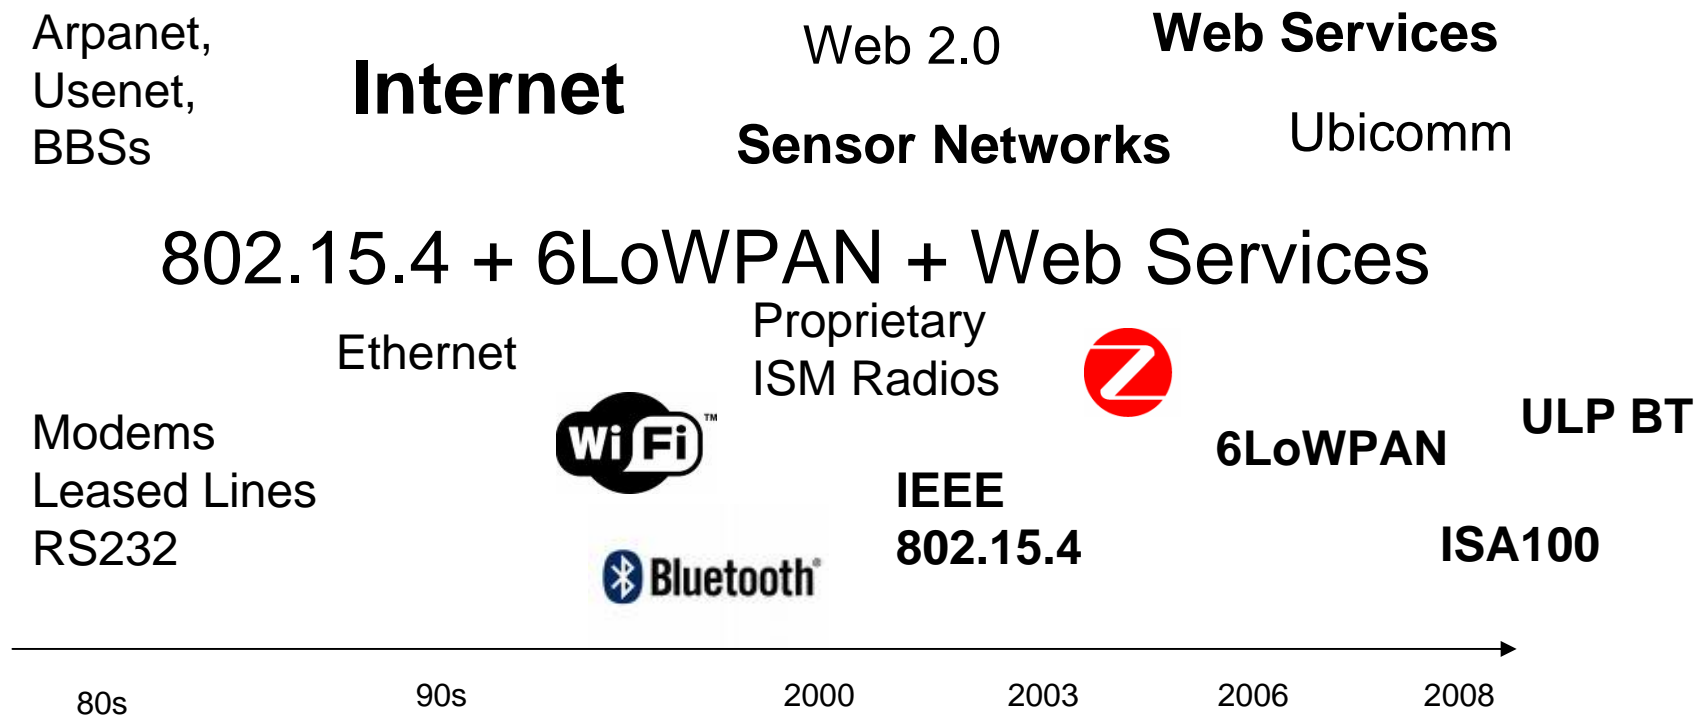 Arpanet,
Usenet,
BBSs
Internet
Web 2.0
Web Services
Sensor Networks
Ubicomm
802.15.4 + 6LoWPAN + Web Services
Ethernet
Proprietary
ISM Radios
Z
Modems
Leased Lines
RS232
WiFi™
Bluetooth®
IEEE
802.15.4
6LoWPAN
ULP BT
ISA100
80s
90s
2000
2003
2006
2008